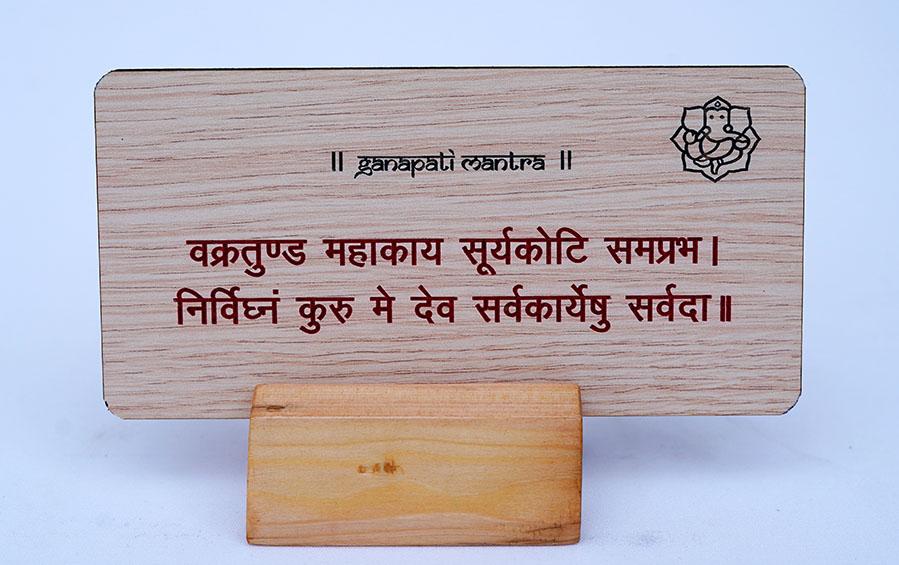 ॥ ganapati mantra ॥
वक्रतुण्ड महाकाय सूर्यकोटि समप्रभ।
निर्विघ्नं कुरु मे देव सर्वकार्येषु सर्वदा॥